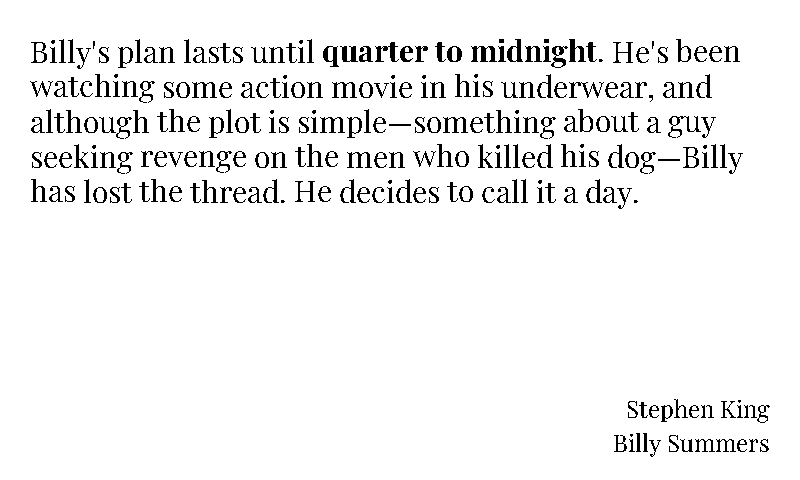 Billy's plan lasts until quarter to midnight. He's been
watching some action movie in his underwear, and
although the plot is simple—something about a guy
seeking revenge on the men who killed his dog—Billy
has lost the thread. He decides to call it a day.
Stephen King
Billy Summers